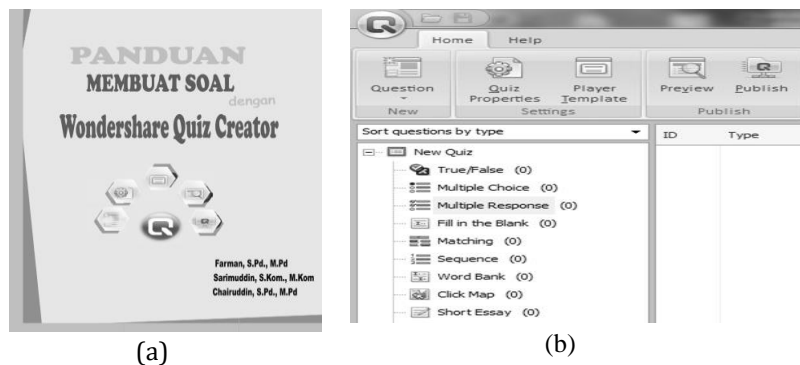 PANDUAN
MEMBUAT SOAL
dengan
Wondershare Quiz Creator
Farman, S.Pd., M.Pd
Sarimuddin, S.Kom., M.Kom
Chairuddin, S.Pd., M.Pd
(a)
Home Help
Question
Quiz Properties
Player Template
Preview
Publish
New
Settings
Publish
Sort questions by type
ID Type
New Quiz
True/False (0)
Multiple Choice (0)
Multiple Response (0)
Fill in the Blank (0)
Matching (0)
Sequence (0)
Word Bank (0)
Click Map (0)
Short Essay (0)
(b)